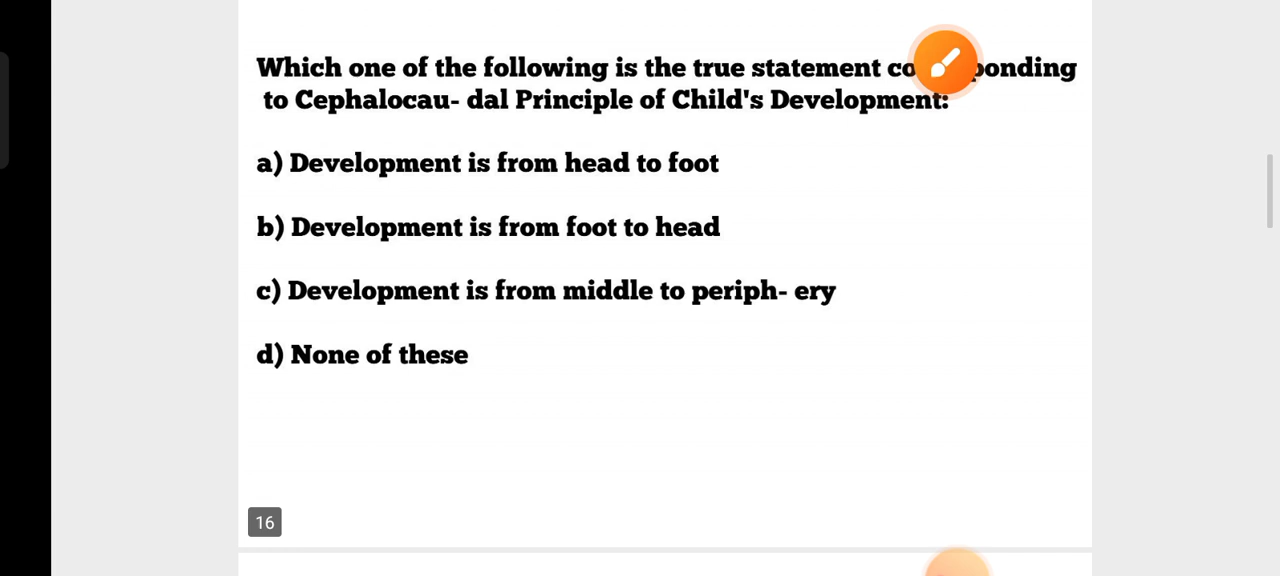 Which one of the following is the true statement co ponding
to Cephalocau- dal Principle of Child's Development:
a) Development is from head to foot
b) Development is from foot to head
c) Development is from middle to periph- ery
d) None of these
16